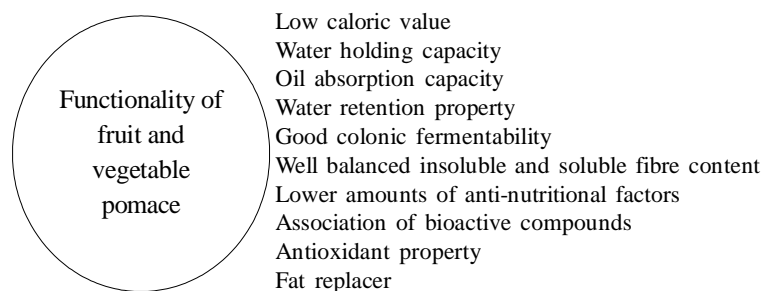 Functionality of
fruit and
vegetable
pomace
Low caloric value
Water holding capacity
Oil absorption capacity
Water retention property
Good colonic fermentability
Well balanced insoluble and soluble fibre content
Lower amounts of anti-nutritional factors
Association of bioactive compounds
Antioxidant property
Fat replacer